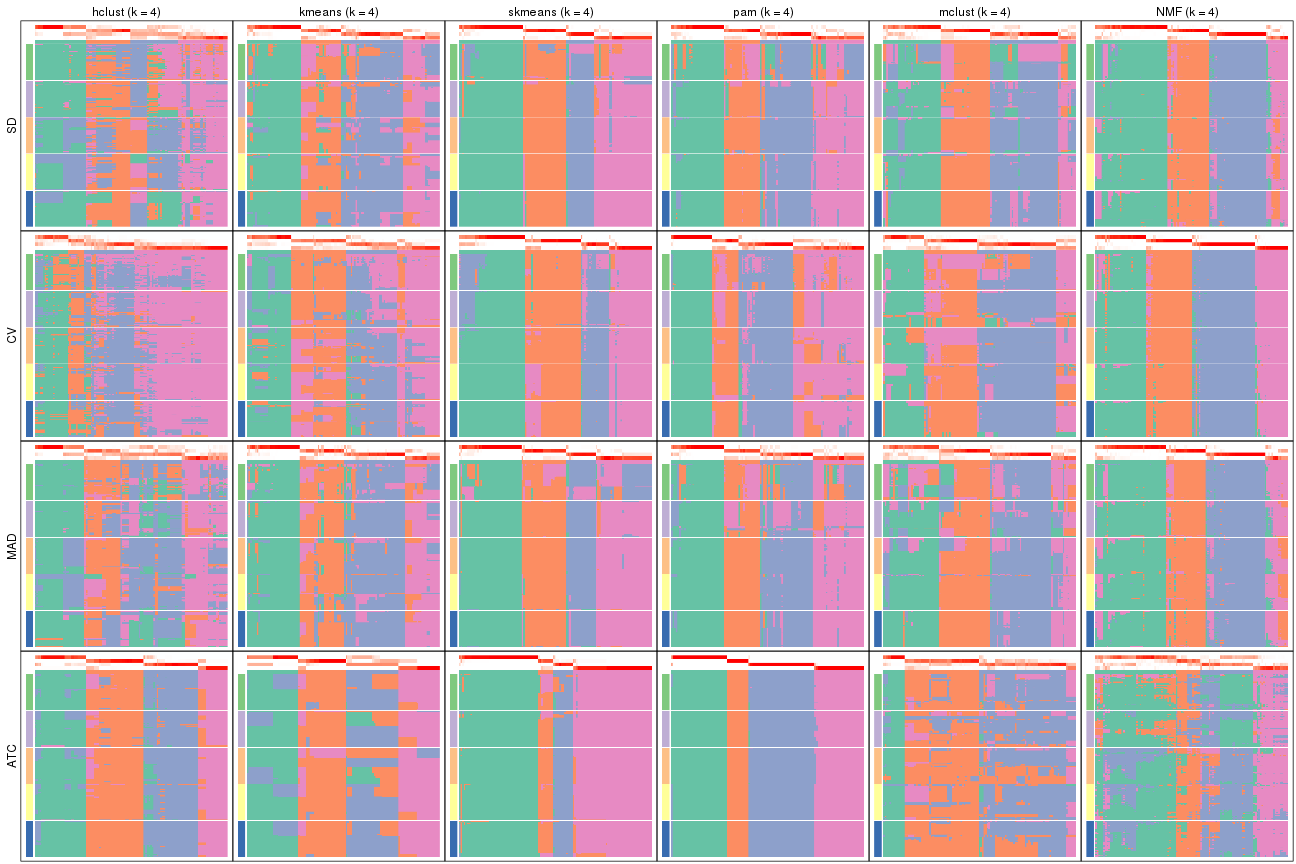 hclust (k = 4) kmeans (k = 4) skmeans (k = 4) pam (k = 4) mclust (k = 4) NMF (k = 4)
SD
CV
MAD
ATC